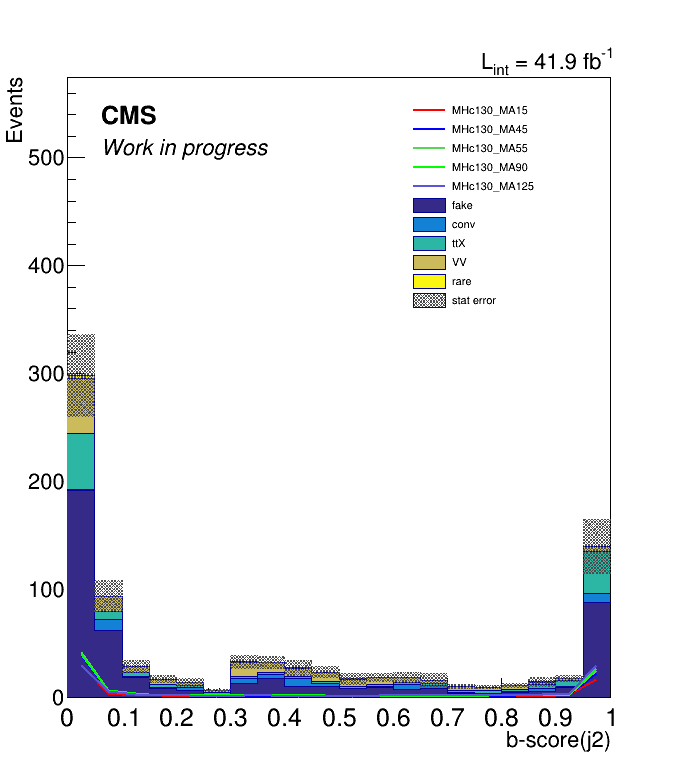 L_int = 41.9 fb^-1
Events
CMS
Work in progress
MHc130_MA15
MHc130_MA45
MHc130_MA55
MHc130_MA90
MHc130_MA125
fake
conv
ttX
VV
rare
stat error
500
400
300
200
100
0
0 0.1 0.2 0.3 0.4 0.5 0.6 0.7 0.8 0.9 1
b-score(j2)